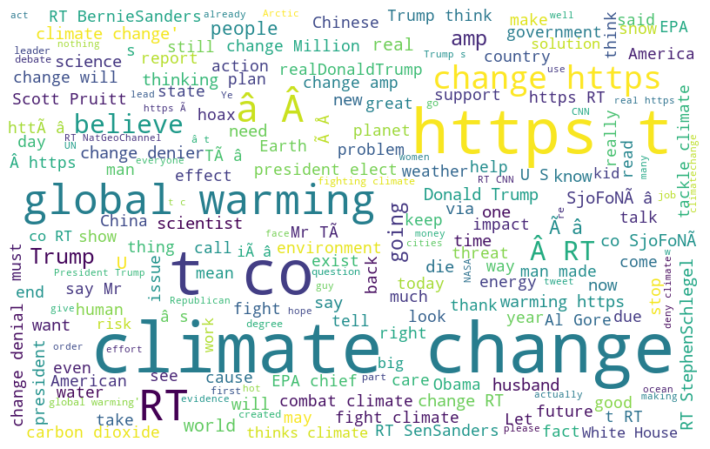 act
RT BernieSanders
already
Arctic
Chinese
Trump think
make
well
said
EPA
nothing
climate change'
people
amp
government.
show
leader
debate
s
still
change Million
real
Trump s
solution
think
science
report
action
realDonaldTrump
change https
country
use
America
change will
thinking
plan
change amp
CNN
Scott Pruitt
state
hoax
new
great
support
https RT
lead
https Ã
Ye
go
real https
httÃ â
â Â
https t
believe
RT NatGeoChannel
â t
need
Earth
planet
UN
day
change denier
TÃ â
problem
women
really
read
many
climatechange
Â https
man
everyone
president elect
weather
help
U S
know
kid
RT CNN
tackle climate
effect
fighting climate
job
global warming
t c
Donald Trump
SjoFoNÃ â
China
scientist
face
Mr TÃ
going
keep
via
one
Â â
talk
co RT
show
environment
impact
time
Â RT
co SjoFoNÃ
Trump
U
thing
call
iÃ â
exist
back
threat
way
man made
come
must
issue
mean
money
cities
die
energy
now
stop
deny climate
end
say Mr
President Trump
question
today
t co
NASA
tweet
human
Republican
guy
fight
say
much
thank
warming https
change denial
want
give
risk
â s
degree
hope
tell
look
year
Al Gore
due
president
order
effort
work
right
climate change
RT StephenSchlegel
even
see
cause
big
part
American
first
EPA chief
care
Obama
husband
ocean
water
global warming'
hot
actually
making
evidence
RT
will
combat climate
change RT
future
good
take
world
created
may
fight climate
Let
please
t RT
carbon dioxide
thinks climate
RT SenSanders
fact
White House